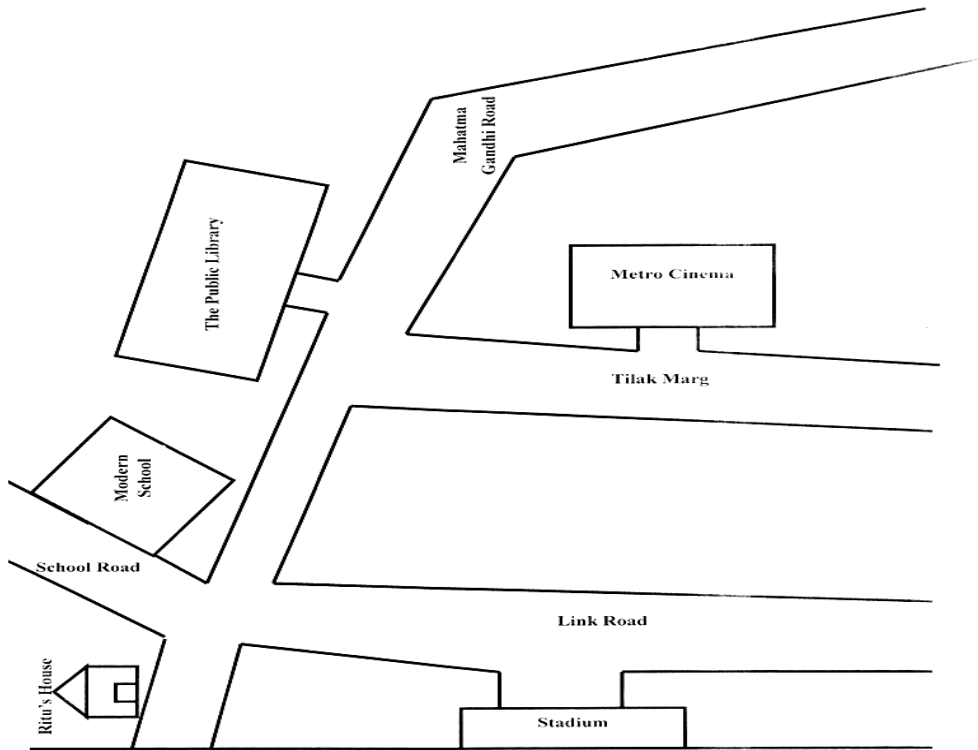 Mahatma
Gandhi Road
The Public Library
Metro Cinema
Tilak Marg
Modern
School
School Road
Link Road
Ritu's House
Stadium